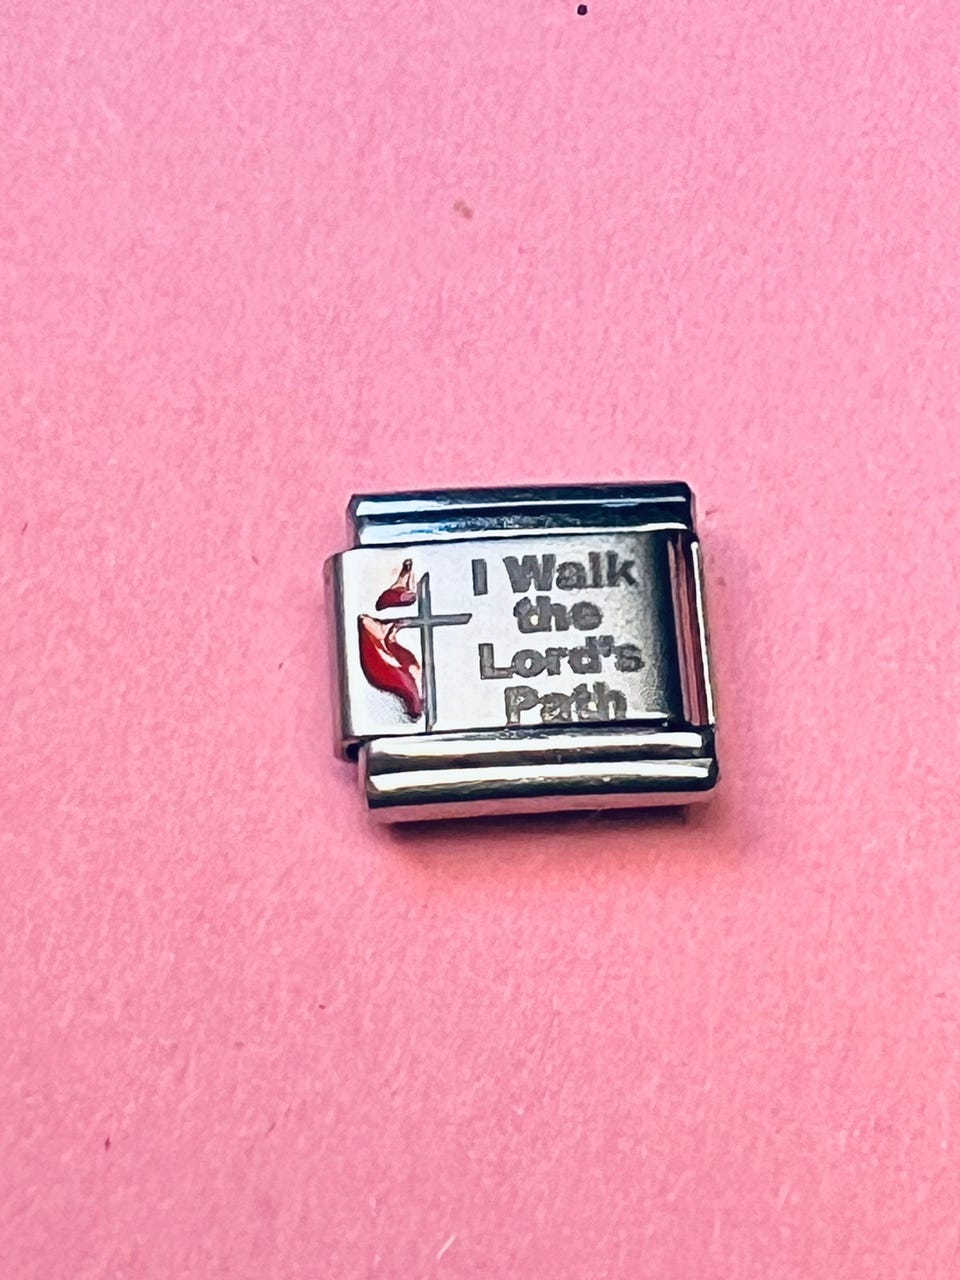 I Walk
the
Lord's
Path